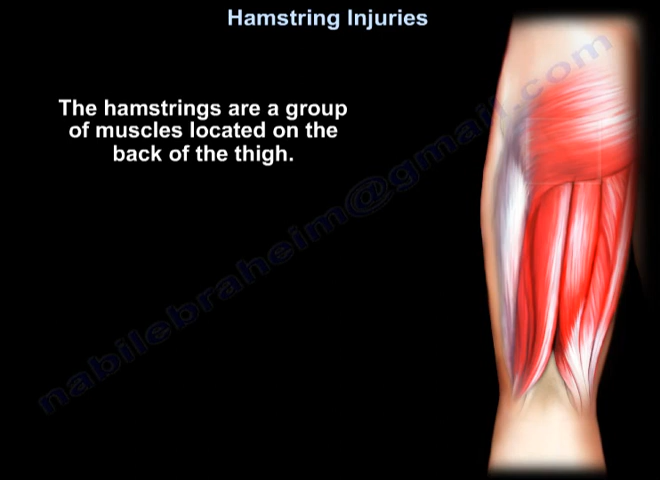 Hamstring Injuries
The hamstrings are a group
of muscles located on the
back of the thigh.
nabilebraheim@gmail.com